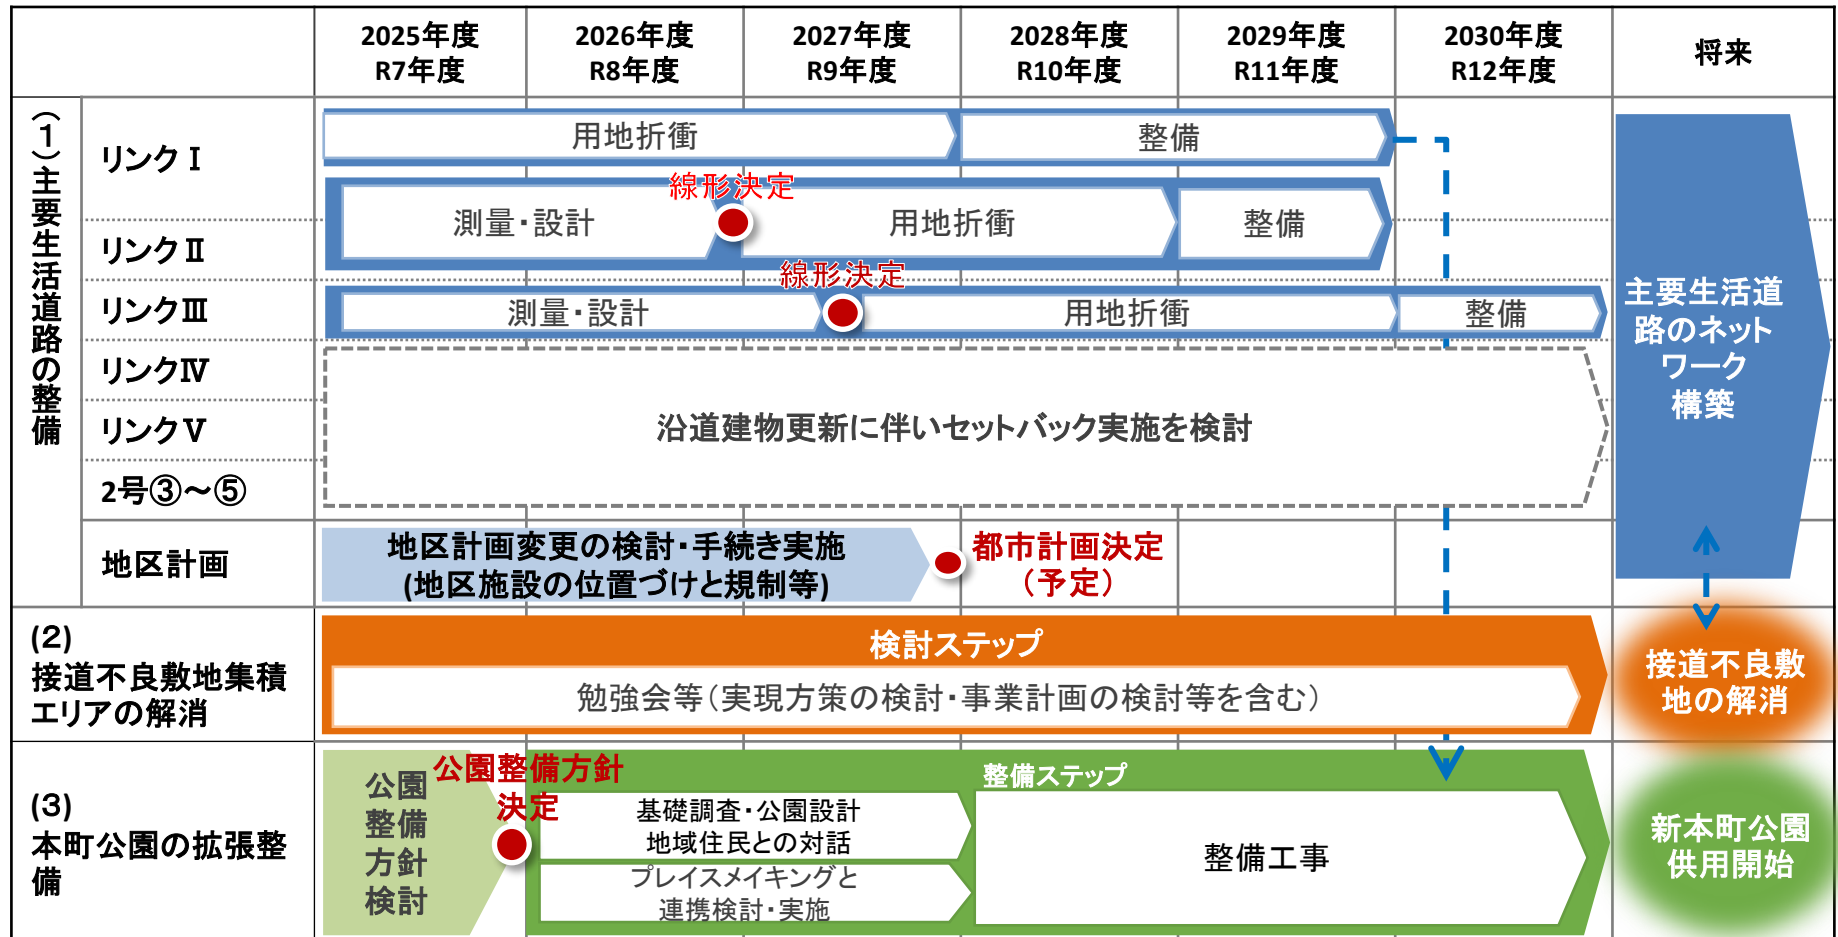 2025年度
R7年度
2026年度
R8年度
2027年度
R9年度
2028年度
R10年度
2029年度
R11年度
2030年度
R12年度
将来
(1)主要生活道路の整備
リンクⅠ
用地折衝
整備
線形決定
測量・設計
用地折衝
整備
リンクⅡ
線形決定
リンクⅢ
測量・設計
用地折衝
整備
リンクⅣ
リンクⅤ
2号③～⑤
沿道建物更新に伴いセットバック実施を検討
主要生活道
路のネット
ワーク
構築
地区計画
地区計画変更の検討・手続き実施
(地区施設の位置づけと規制等)
都市計画決定
（予定）
(2)
接道不良敷地集積
エリアの解消
検討ステップ
勉強会等（実現方策の検討・事業計画の検討等を含む）
接道不良敷
地の解消
(3)
本町公園の拡張整
備
公園
整備
方針
検討
公園整備方針
決定
整備ステップ
基礎調査・公園設計
地域住民との対話
プレイスメイキングと
連携検討・実施
整備工事
新本町公園
供用開始